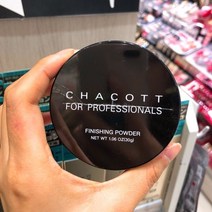 CHACOTT
FOR PROFESSIONALS
FINISHING POWDER
NET WT 1.06 OZ(30g)